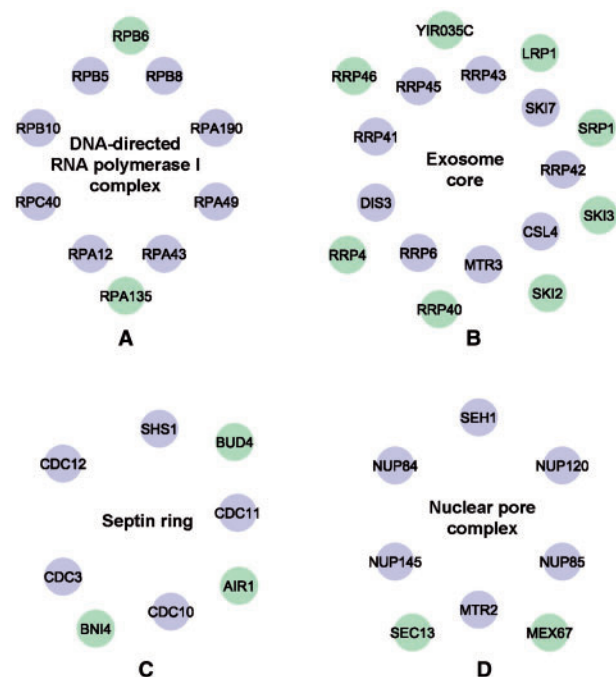 RPB6
RPB5
RPB8
RPB10
RPA190
DNA-directed
RNA polymerase I
complex
RPC40
RPA49
RPA12
RPA43
RPA135
A
YIR035C
LRP1
RRP46
RRP45
RRP43
SKI7
SRP1
RRP41
Exosome
core
RRP42
DIS3
SKI3
CSL4
RRP4
RRP6
MTR3
SKI2
RRP40
B
SHS1
BUD4
CDC12
Septin ring
CDC11
CDC3
AIR1
CDC10
BNI4
C
SEH1
NUP84
NUP120
Nuclear pore
complex
NUP145
NUP85
MTR2
SEC13
MEX67
D